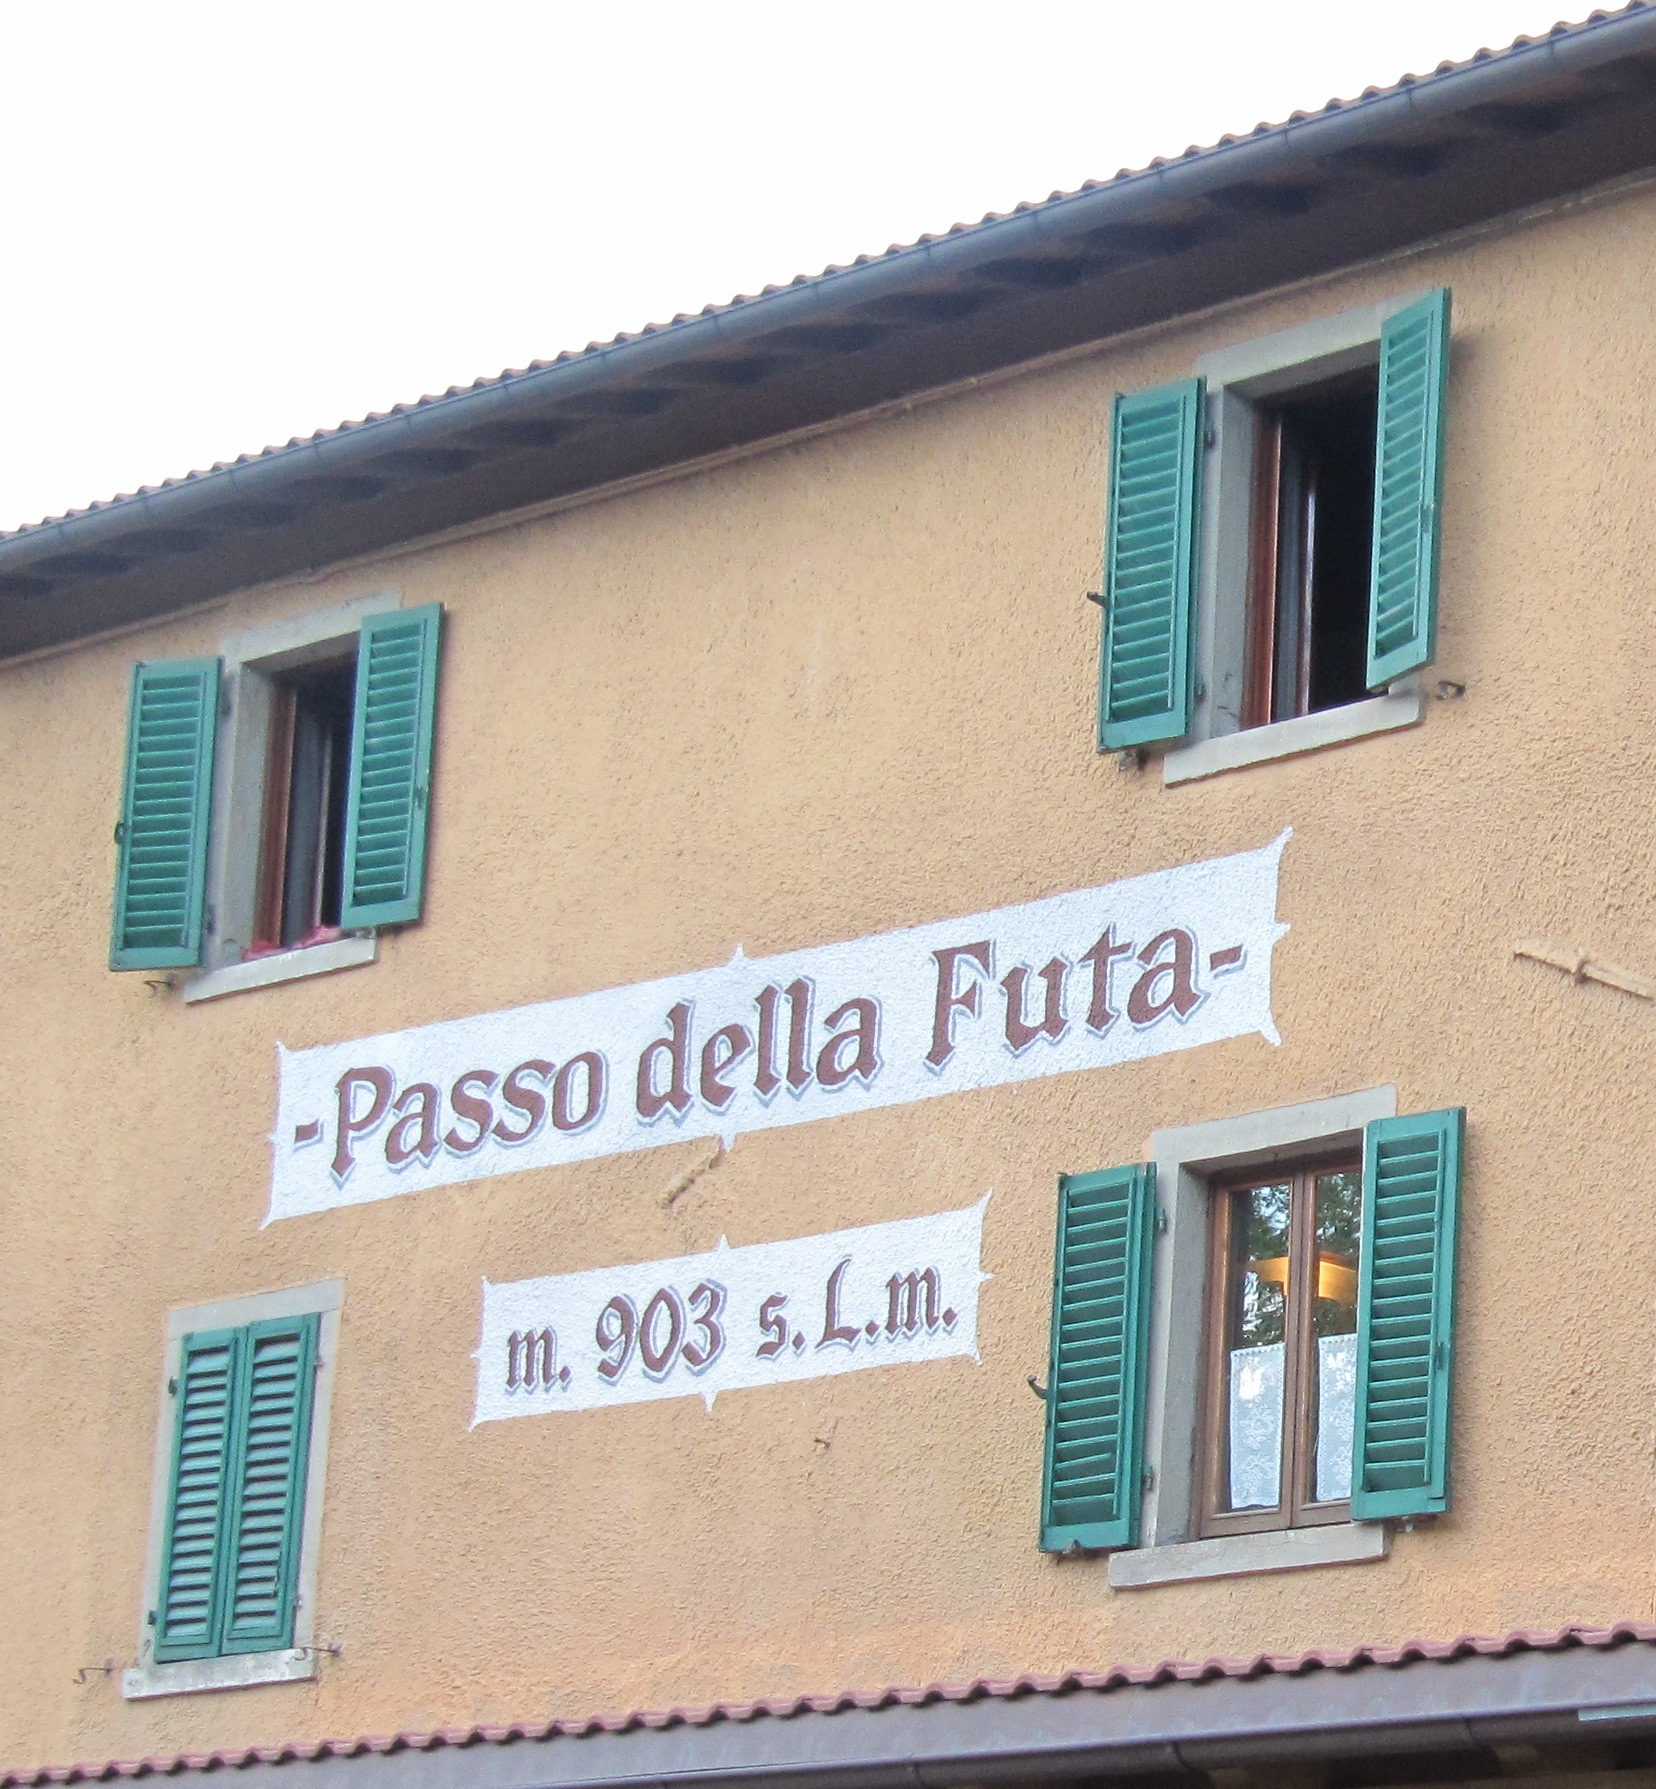 -Passo della Futa-
m. 903 s.L.m.